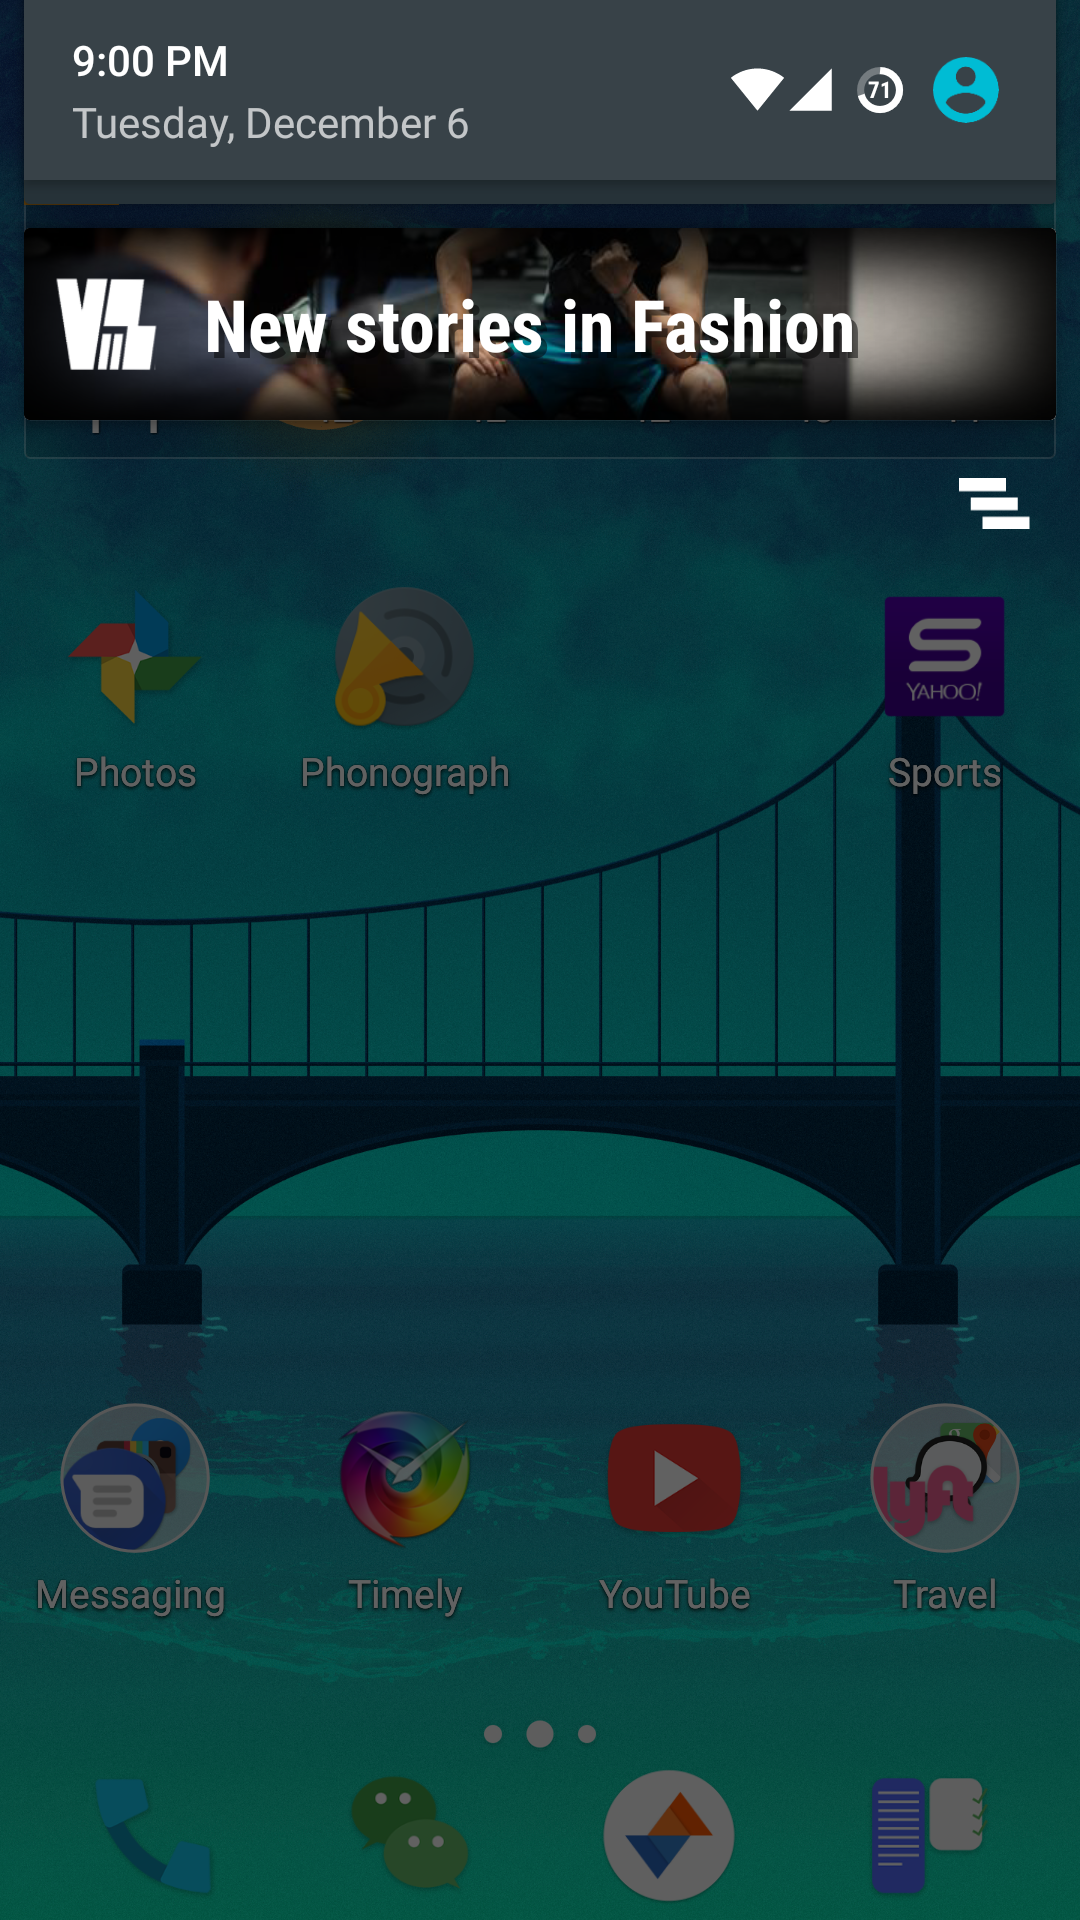 9:00 PM
71
Tuesday, December 6
New stories in Fashion
YAHOO!
Photos
Phonograph
Sports
lyft
Messaging
Timely
YouTube
Travel